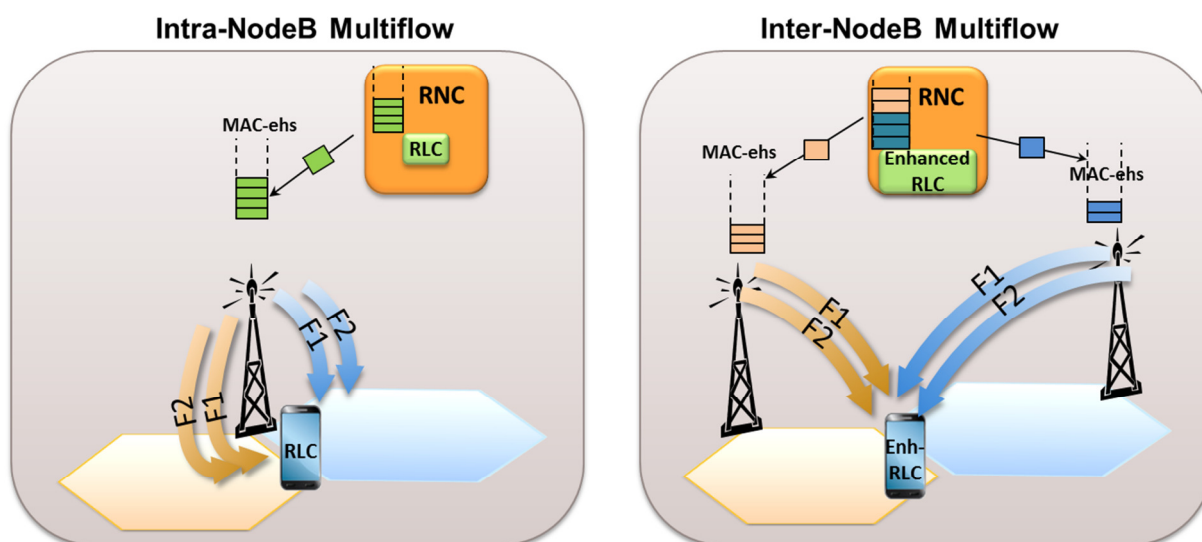 Intra-NodeB Multiflow
RNC
RLC
MAC-ehs
F1
F2
F2
F1
RLC
Inter-NodeB Multiflow
RNC
Enhanced
RLC
MAC-ehs
MAC-ehs
F1
F2
F1
F2
Enh-
RLC